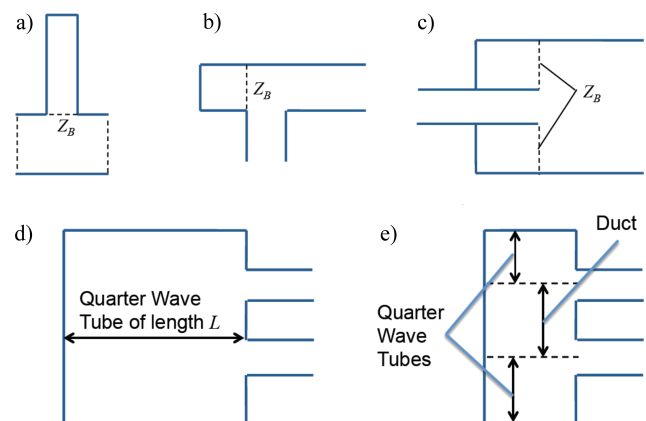 a)
Z_B
b)
Z_B
c)
Z_B
d)
Quarter Wave
Tube of length L
e)
Duct
Quarter
Wave
Tubes